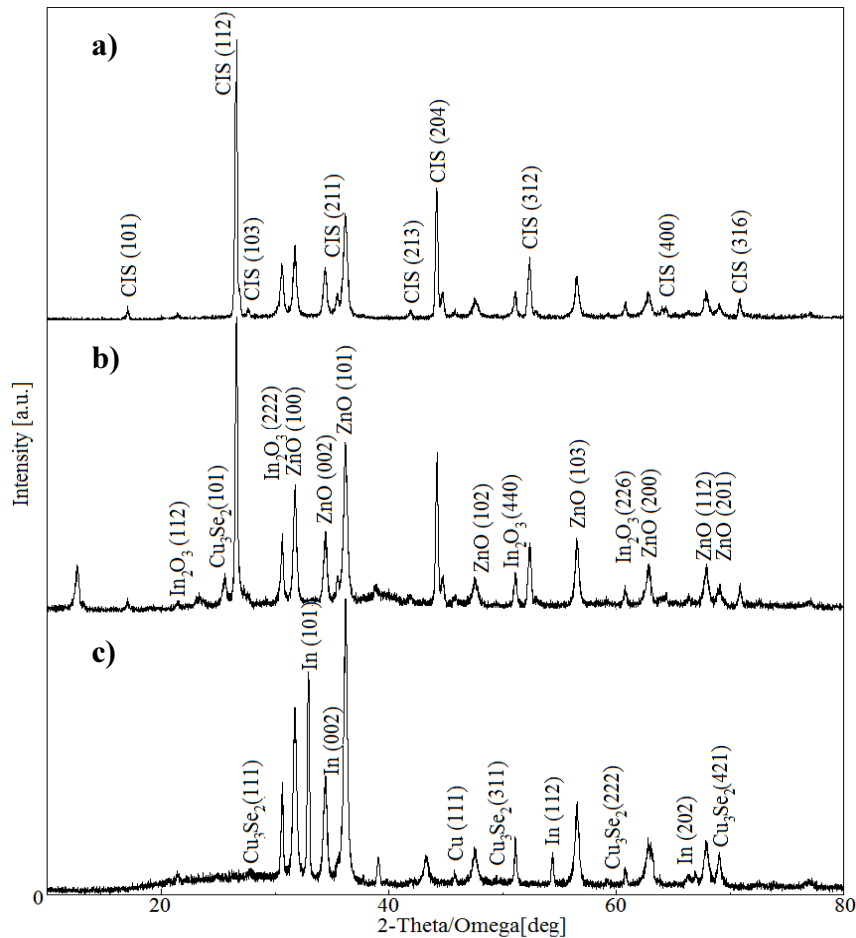 a)
CIS (101)
CIS (112)
CIS (103)
CIS (211)
CIS (213)
CIS (204)
CIS (312)
CIS (400)
CIS (316)
b)
In2O3 (112)
Cu3Se2(101)
In2O3 (222)
ZnO (100)
ZnO (002)
ZnO (101)
ZnO (102)
In2O3 (440)
ZnO (103)
In2O3 (226)
ZnO (200)
ZnO (112)
ZnO (201)
c)
Cu3Se2(111)
In (101)
In (002)
Cu (111)
Cu3Se2(311)
In (112)
Cu3Se2(222)
In (202)
Cu3Se2(421)
Intensity [a.u.]
0
20
40
60
80
2-Theta/Omega[deg]